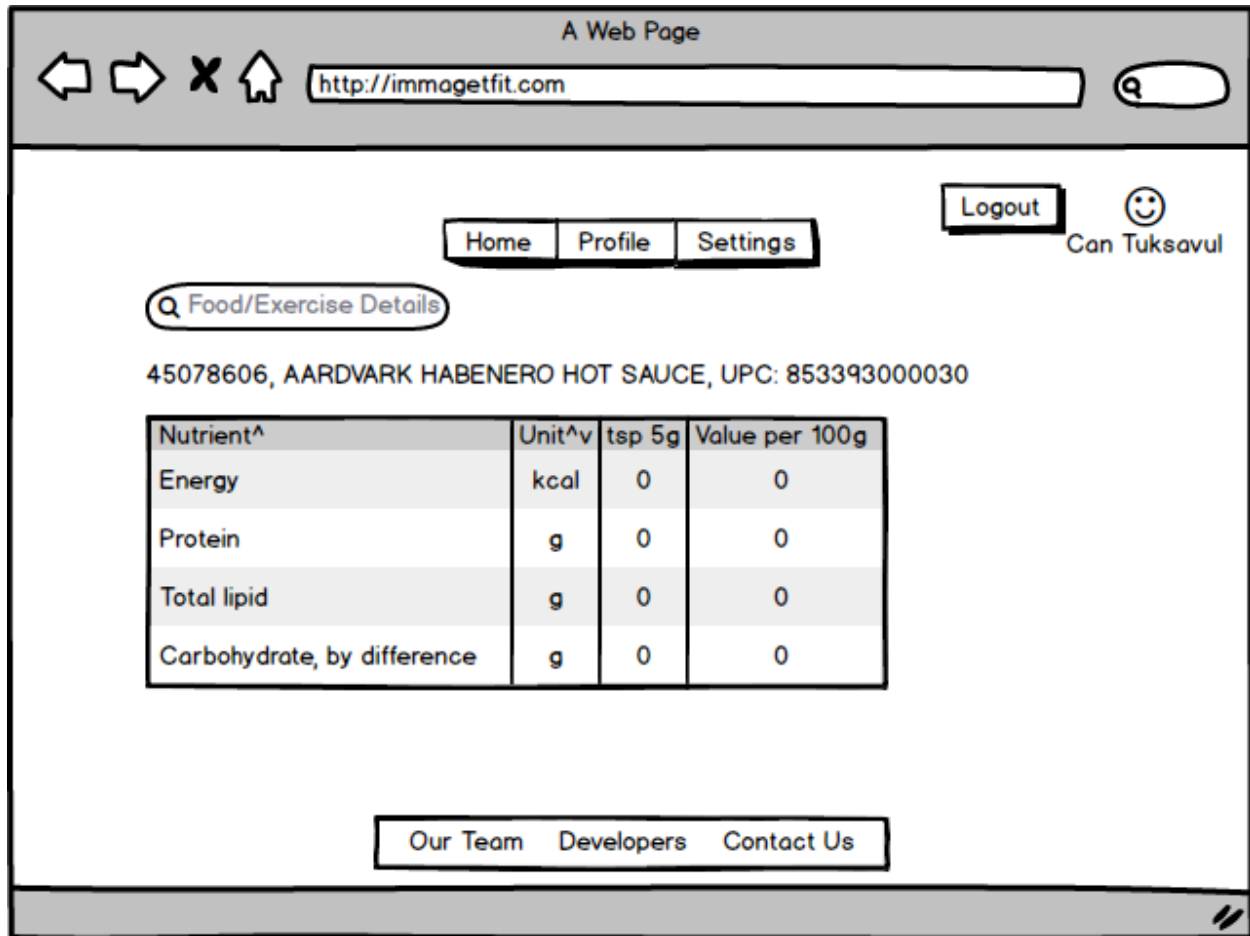 A Web Page
http://immagetfit.com
Logout
Can Tuksavul
Home Profile Settings
Food/Exercise Details
45078606, AARDVARK HABENERO HOT SAUCE, UPC: 853393000030
Nutrient^ Unit^v tsp 5g Value per 100g
Energy kcal 0 0
Protein g 0 0
Total lipid g 0 0
Carbohydrate, by difference g 0 0
Our Team Developers Contact Us